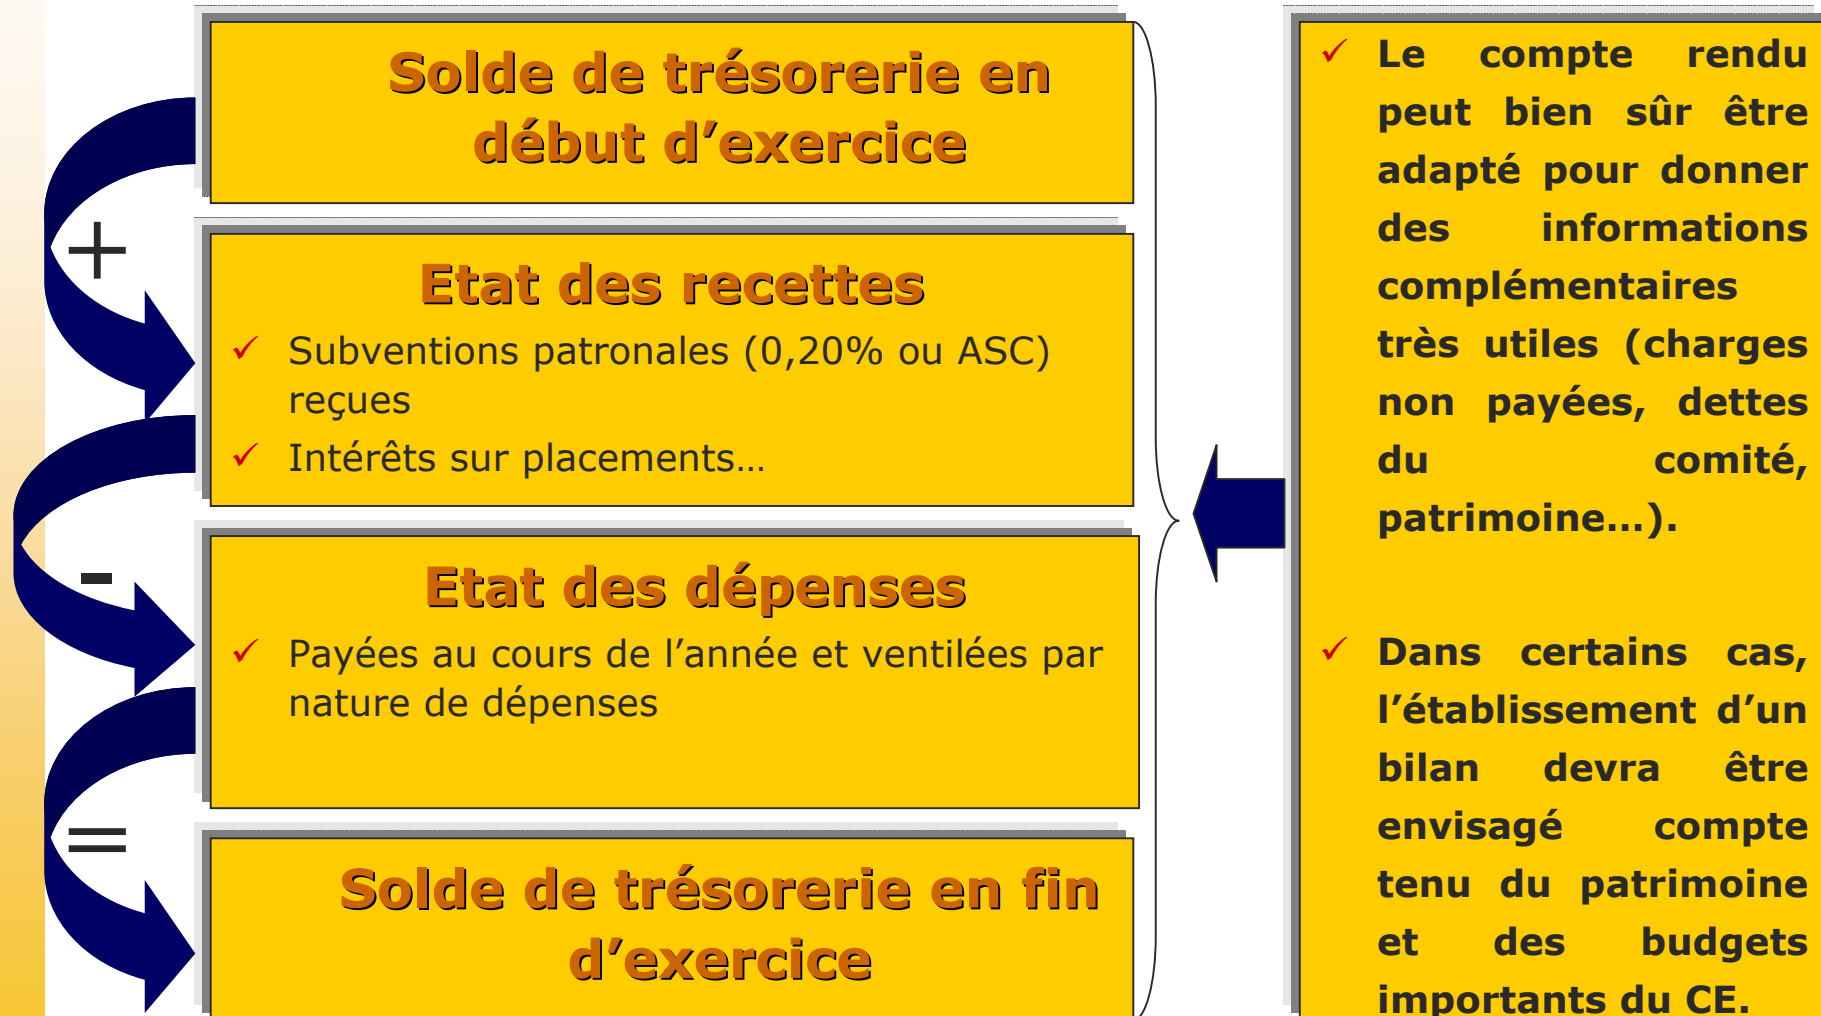 Solde de trésorerie en
début d’exercice
+
Etat des recettes
Subventions patronales (0,20% ou ASC)
reçues
Intérêts sur placements…
-
Etat des dépenses
Payées au cours de l’année et ventilées par
nature de dépenses
=
Solde de trésorerie en fin
d’exercice
Le compte rendu
peut bien sûr être
adapté pour donner
des informations
complémentaires
très utiles (charges
non payées, dettes
du comité,
patrimoine…).
Dans certains cas,
l’établissement d’un
bilan devra être
envisagé compte
tenu du patrimoine
et des budgets
importants du CE.